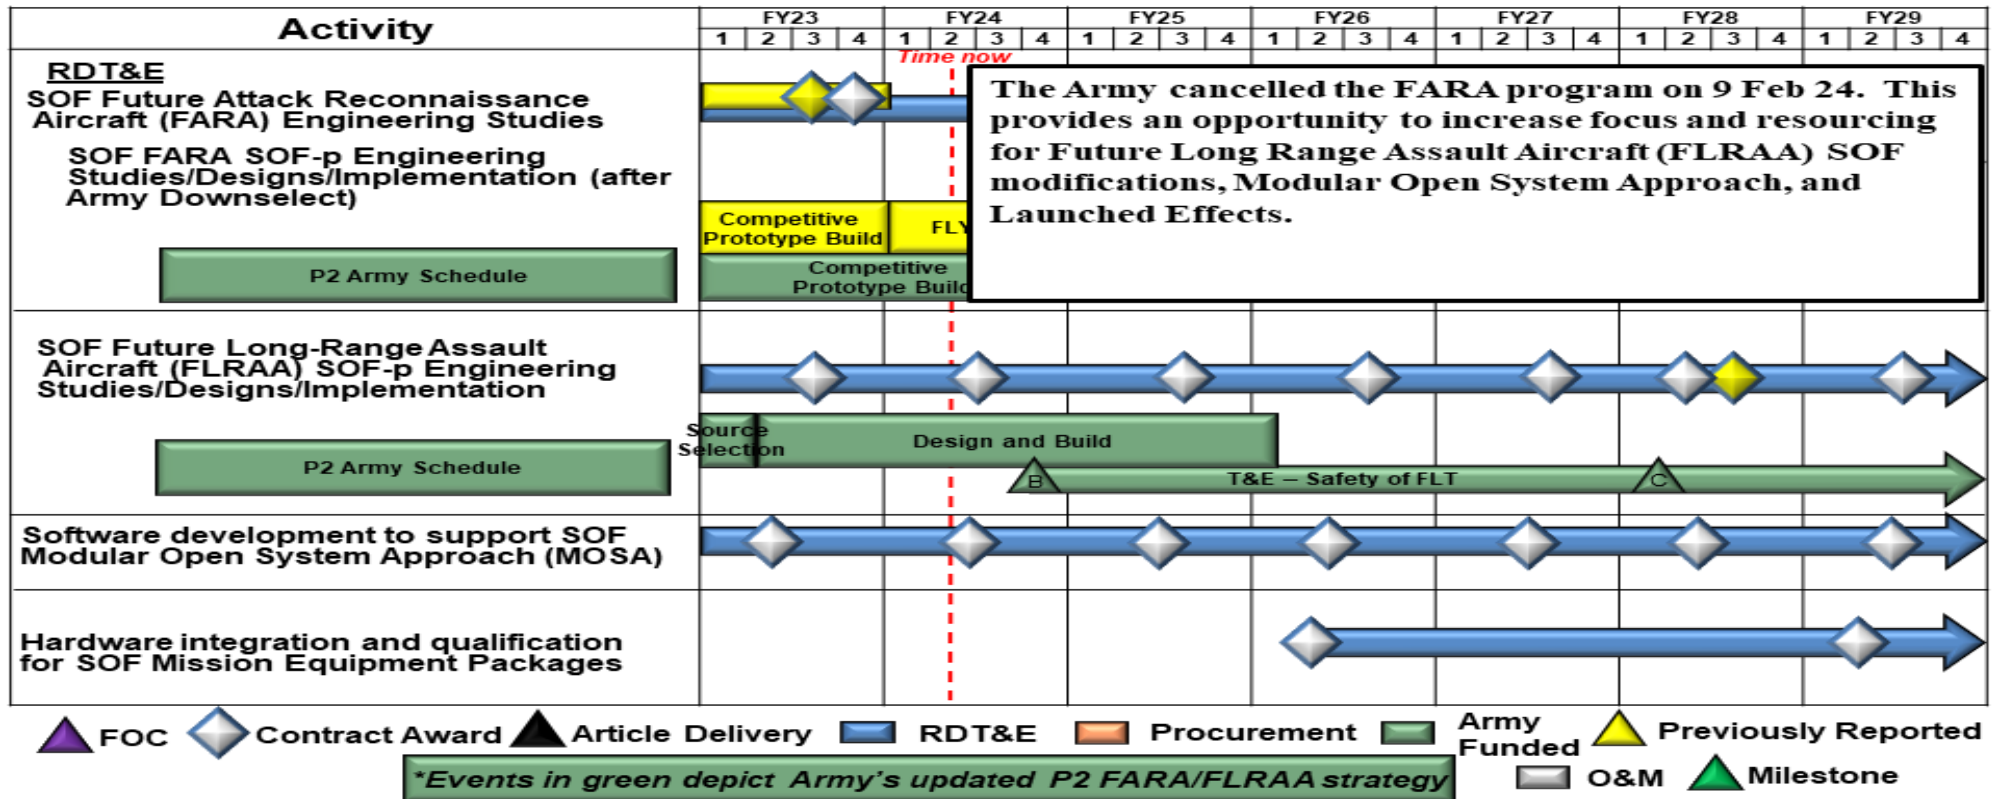 Activity
FY23 FY24 FY25 FY26 FY27 FY28 FY29
1 2 3 4 1 2 3 4 1 2 3 4 1 2 3 4 1 2 3 4 1 2 3 4 1 2 3 4
Time now
RDT&E
SOF Future Attack Reconnaissance
Aircraft (FARA) Engineering Studies
SOF FARA SOF-p Engineering
Studies/Designs/Implementation (after
Army Downselect)
The Army cancelled the FARA program on 9 Feb 24. This
provides an opportunity to increase focus and resourcing
for Future Long Range Assault Aircraft (FLRAA) SOF
modifications, Modular Open System Approach, and
Launched Effects.
Competitive
Prototype Build
FLY
P2 Army Schedule
Competitive
Prototype Build
SOF Future Long-Range Assault
Aircraft (FLRAA) SOF-p Engineering
Studies/Designs/Implementation
Source
Selection
Design and Build
P2 Army Schedule
B
T&E – Safety of FLT
C
Software development to support SOF
Modular Open System Approach (MOSA)
Hardware integration and qualification
for SOF Mission Equipment Packages
FOC
Contract Award
Article Delivery
RDT&E
Procurement
Army
Funded
Previously Reported
*Events in green depict Army's updated P2 FARA/FLRAA strategy
O&M
Milestone